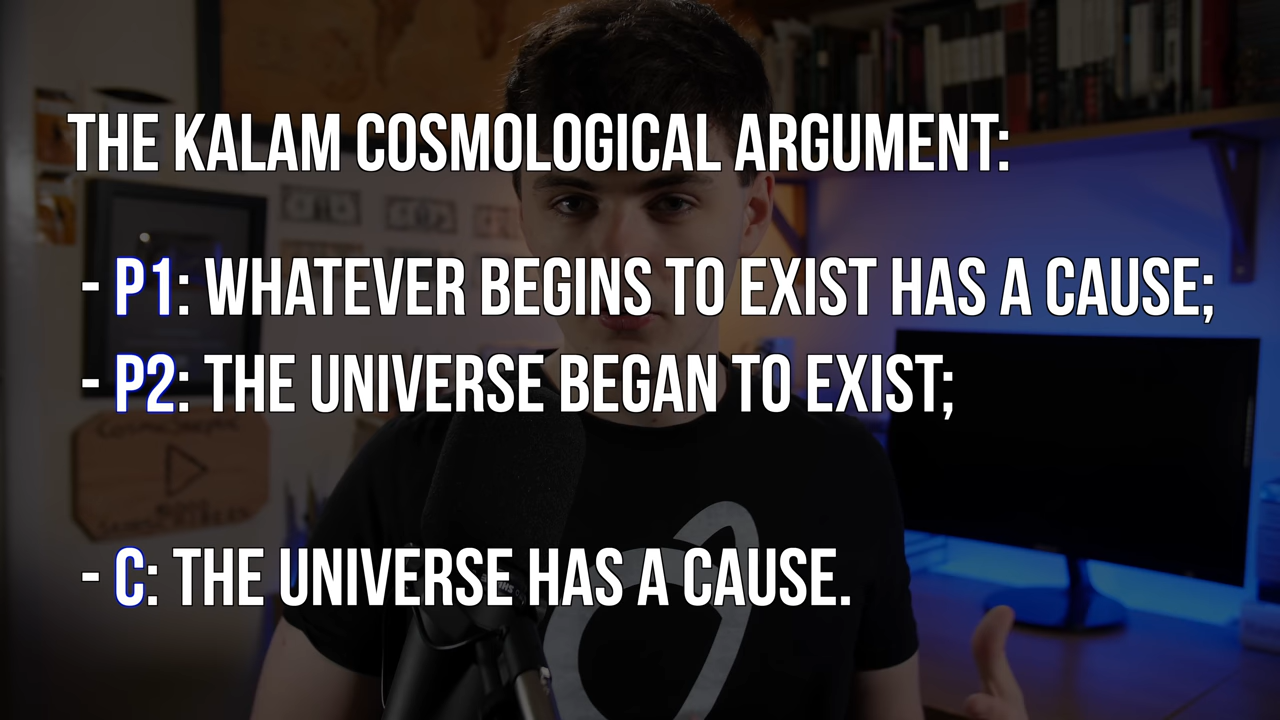 THE KALAM COSMOLOGICAL ARGUMENT:
- P1: WHATEVER BEGINS TO EXIST HAS A CAUSE;
- P2: THE UNIVERSE BEGAN TO EXIST;
- C: THE UNIVERSE HAS A CAUSE.